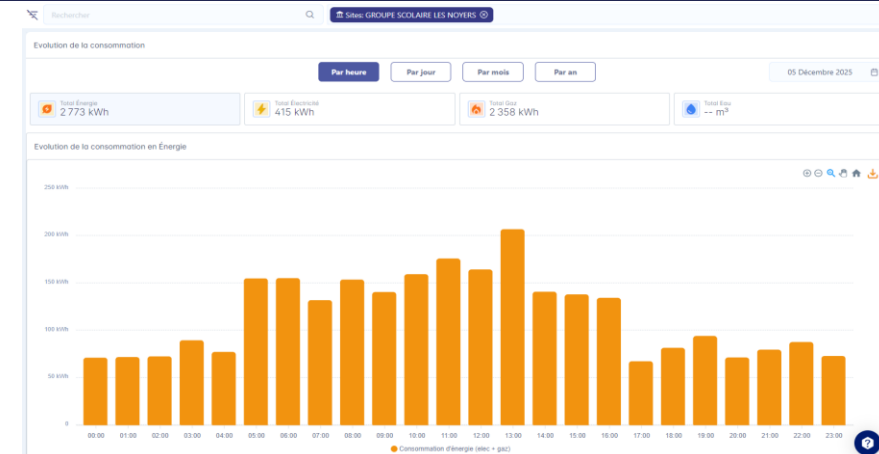 Rechercher
Sites: GROUPE SCOLAIRE LES NOYERS
Evolution de la consommation
Par heure Par jour Par mois Par an
05 Décembre 2025
Total Énergie
2 773 kWh
Total Électricité
415 kWh
Total Gaz
2 358 kWh
Total Eau
-- m³
Evolution de la consommation en Énergie
250 kWh
200 kWh
150 kWh
100 kWh
50 kWh
0
00:00 01:00 02:00 03:00 04:00 05:00 06:00 07:00 08:00 09:00 10:00 11:00 12:00 13:00 14:00 15:00 16:00 17:00 18:00 19:00 20:00 21:00 22:00 23:00
Consommation d'énergie (elec + gaz)